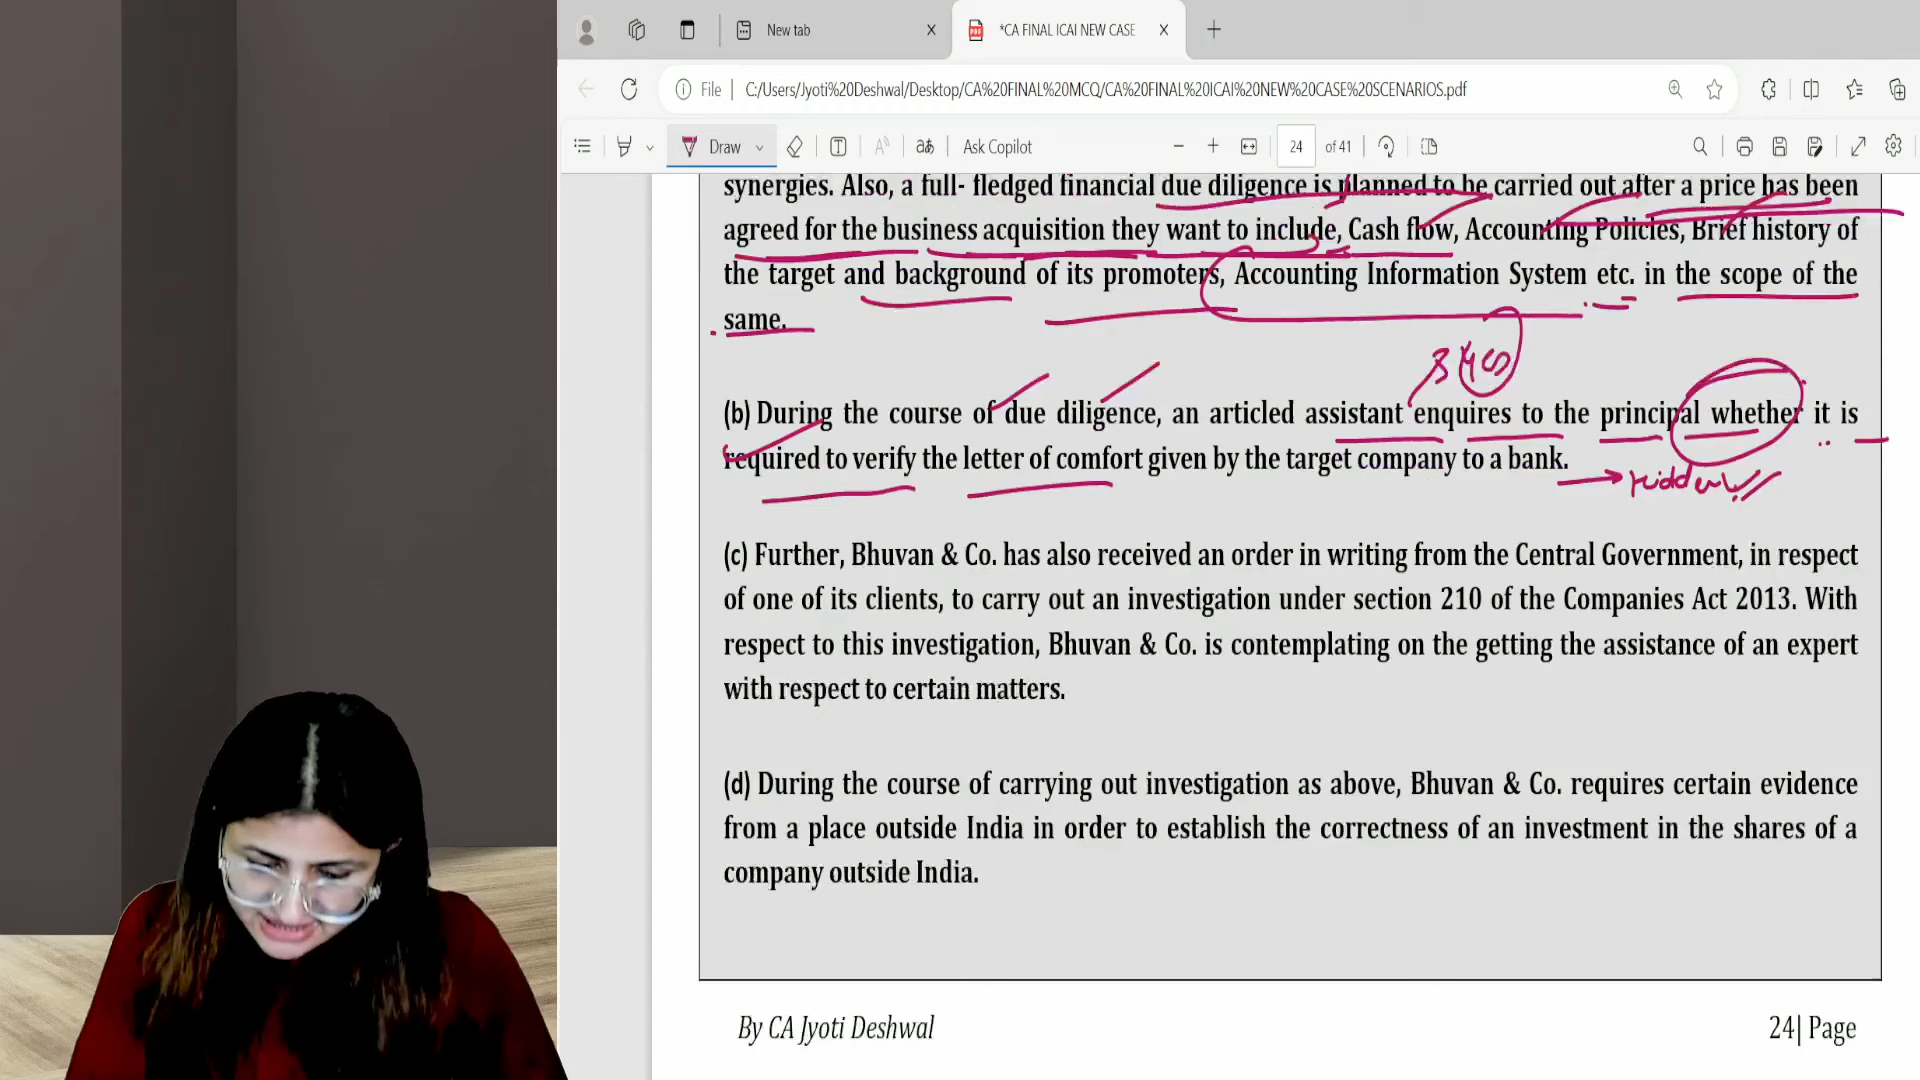 New tab
*CA FINAL ICAI NEW CASE
File
C:/Users/Jyoti%20Deshwal/Desktop/CA%20FINAL%20MCQ/CA%20FINAL%20ICAI%20NEW%20CASE%20SCENARIOS.pdf
Draw
Ask Copilot
24
of 41
synergies. Also, a full- fledged financial due diligence is planned to be carried out after a price has been
agreed for the business acquisition they want to include, Cash flow, Accounting Policies, Brief history of
the target and background of its promoters, Accounting Information System etc. in the scope of the
same.
(b) During the course of due diligence, an articled assistant enquires to the principal whether it is
required to verify the letter of comfort given by the target company to a bank.
(c) Further, Bhuvan & Co. has also received an order in writing from the Central Government, in respect
of one of its clients, to carry out an investigation under section 210 of the Companies Act 2013. With
respect to this investigation, Bhuvan & Co. is contemplating on the getting the assistance of an expert
with respect to certain matters.
(d) During the course of carrying out investigation as above, Bhuvan & Co. requires certain evidence
from a place outside India in order to establish the correctness of an investment in the shares of a
company outside India.
By CA Jyoti Deshwal
24| Page